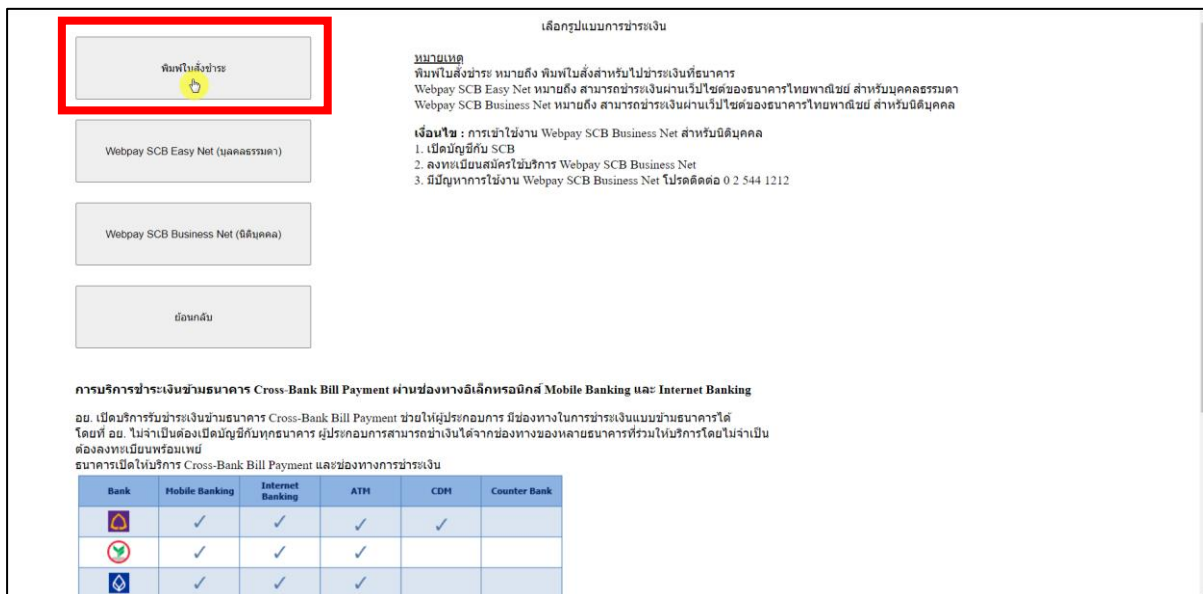 เลือกรูปแบบการชำระเงิน
พิมพ์ใบสั่งชำระ
หมายเหตุ
พิมพ์ใบสั่งชำระ หมายถึง พิมพ์ใบสั่งสำหรับไปชำระเงินที่ธนาคาร
Webpay SCB Easy Net หมายถึง สามารถชำระเงินผ่านเว็ปไซต์ของธนาคารไทยพาณิชย์ สำหรับบุคคลธรรมดา
Webpay SCB Business Net หมายถึง สามารถชำระเงินผ่านเว็ปไซต์ของธนาคารไทยพาณิชย์ สำหรับนิติบุคคล
Webpay SCB Easy Net (บุลคลธรรมดา)
เงื่อนไข : การเข้าใช้งาน Webpay SCB Business Net สำหรับนิติบุคคล
1. เปิดบัญชีกับ SCB
2. ลงทะเบียนสมัครใช้บริการ Webpay SCB Business Net
3. มีปัญหาการใช้งาน Webpay SCB Business Net โปรดติดต่อ 0 2 544 1212
Webpay SCB Business Net (นิติบุคคล)
ย้อนกลับ
การบริการชำระเงินข้ามธนาคาร Cross-Bank Bill Payment ผ่านช่องทางอิเล็กทรอนิกส์ Mobile Banking และ Internet Banking
อย. เปิดบริการรับชำระเงินข้ามธนาคาร Cross-Bank Bill Payment ช่วยให้ผู้ประกอบการ มีช่องทางในการชำระเงินแบบข้ามธนาคารได้
โดยที่ อย. ไม่จำเป็นต้องเปิดบัญชีกับทุกธนาคาร ผู้ประกอบการสามารถชำเงินได้จากช่องทางของหลายธนาคารที่ร่วมให้บริการโดยไม่จำเป็น
ต้องลงทะเบียนพร้อมเพย์
ธนาคารเปิดให้บริการ Cross-Bank Bill Payment และช่องทางการชำระเงิน
Bank Mobile Banking Internet Banking ATM CDM Counter Bank